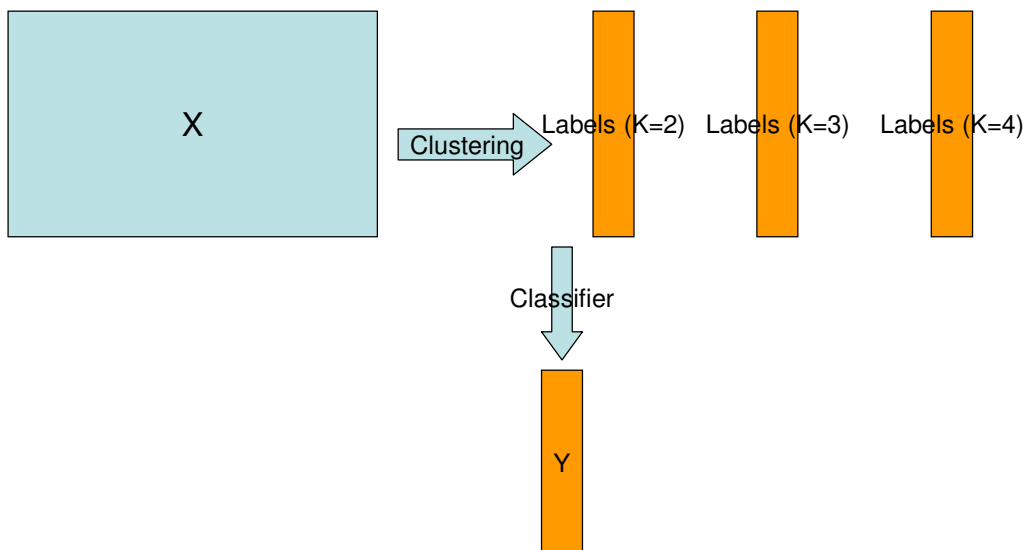 X
Clustering
Labels (K=2)
Labels (K=3)
Labels (K=4)
Classifier
Y